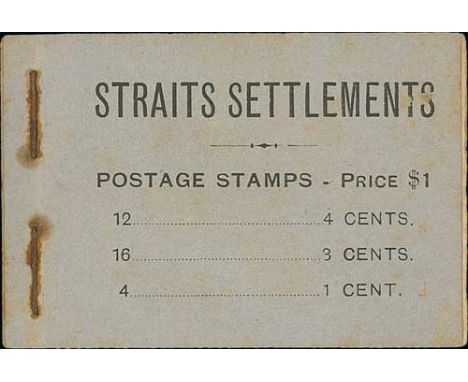 STRAITS SETTLEMENTS
POSTAGE STAMPS - PRICE $1
12....................................4 CENTS.
16....................................3 CENTS.
4....................................1 CENT.